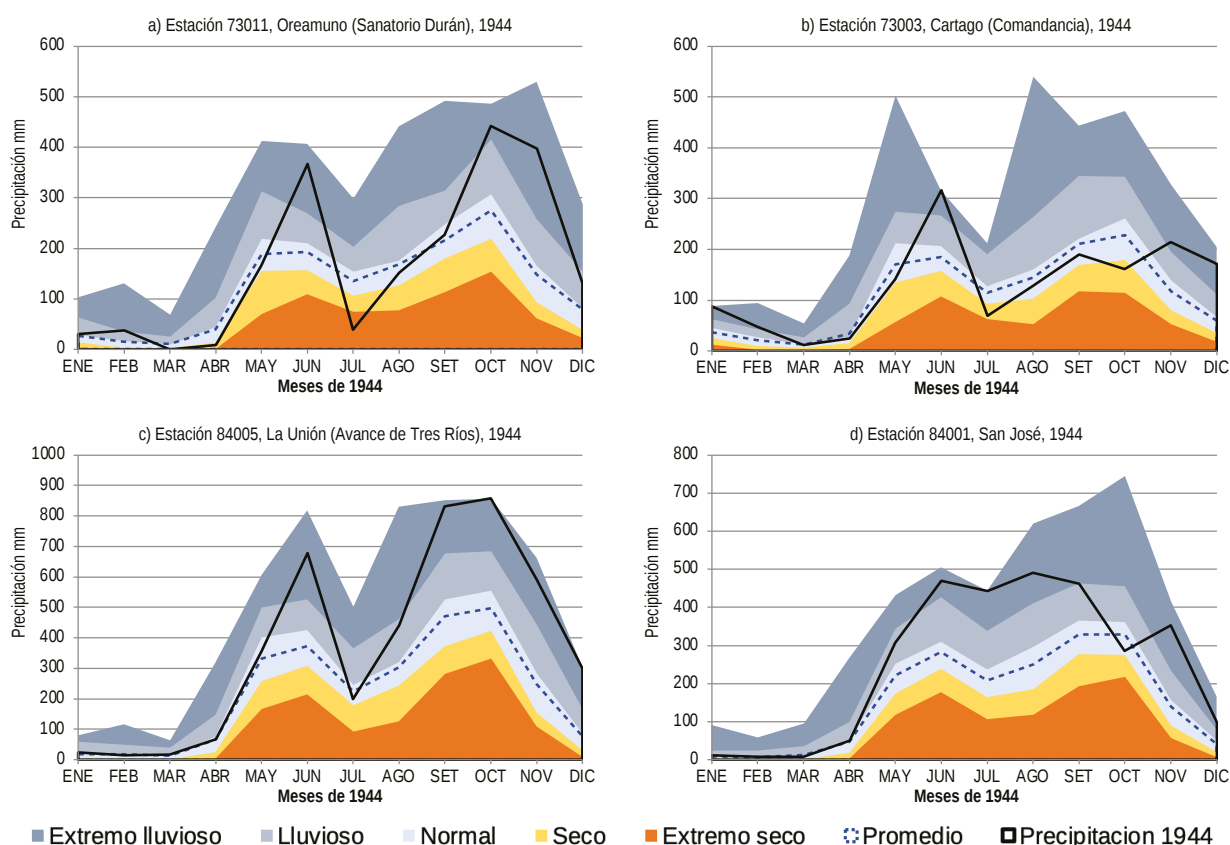 a) Estación 73011, Oreamuno (Sanatorio Durán), 1944
Precipitación mm
600
500
400
300
200
100
0
ENE FEB MAR ABR MAY JUN JUL AGO SET OCT NOV DIC
Meses de 1944
b) Estación 73003, Cartago (Comandancia), 1944
Precipitación mm
600
500
400
300
200
100
0
ENE FEB MAR ABR MAY JUN JUL AGO SET OCT NOV DIC
Meses de 1944
c) Estación 84005, La Unión (Avance de Tres Ríos), 1944
Precipitación mm
1000
900
800
700
600
500
400
300
200
100
0
ENE FEB MAR ABR MAY JUN JUL AGO SET OCT NOV DIC
Meses de 1944
d) Estación 84001, San José, 1944
Precipitación mm
800
700
600
500
400
300
200
100
0
ENE FEB MAR ABR MAY JUN JUL AGO SET OCT NOV DIC
Meses de 1944
Extremo lluvioso Lluvioso Normal Seco Extremo seco Promedio Precipitacion 1944